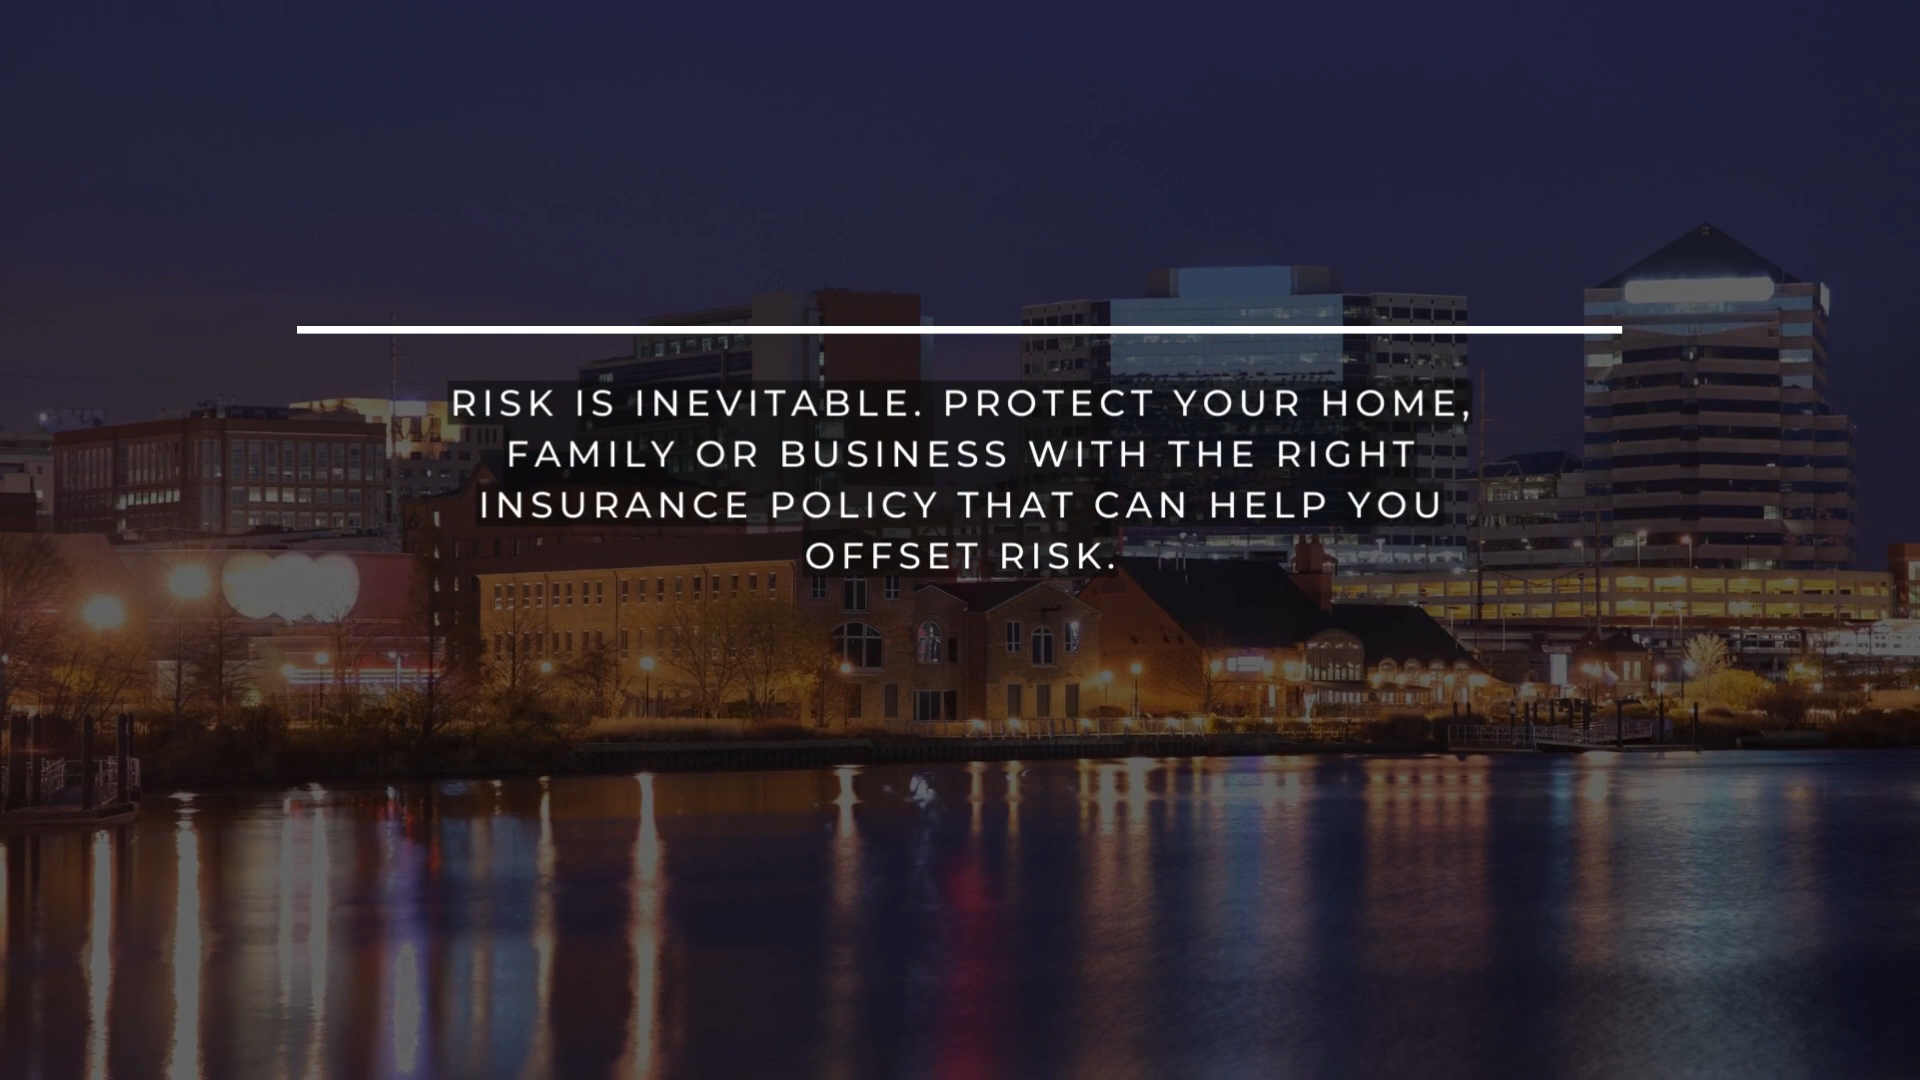 RISK IS INEVITABLE. PROTECT YOUR HOME,
FAMILY OR BUSINESS WITH THE RIGHT
INSURANCE POLICY THAT CAN HELP YOU
OFFSET RISK.